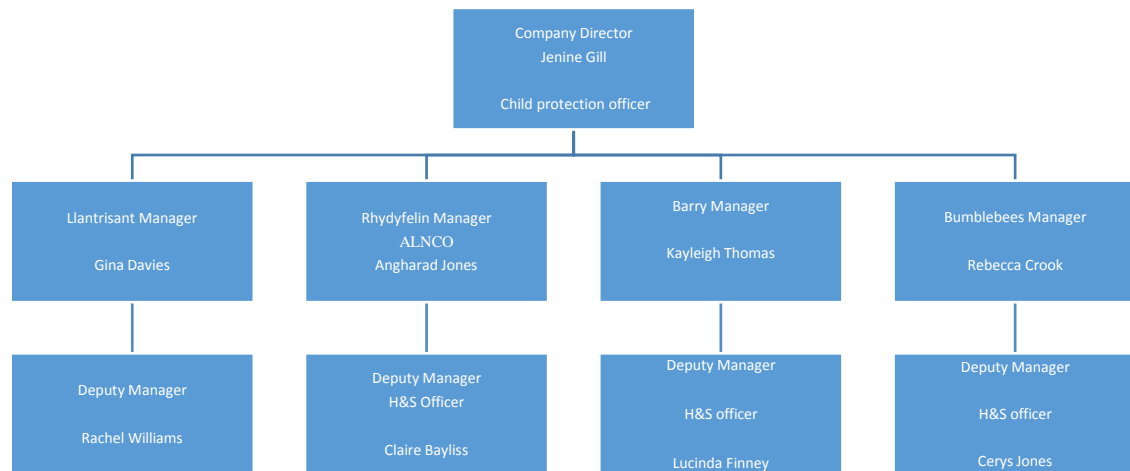 Company Director
Jenine Gill
Child protection officer
Llantrisant Manager
Gina Davies
Rhydyfelin Manager
ALNCO
Angharad Jones
Barry Manager
Kayleigh Thomas
Bumblebees Manager
Rebecca Crook
Deputy Manager
Rachel Williams
Deputy Manager
H&S Officer
Claire Bayliss
Deputy Manager
H&S officer
Lucinda Finney
Deputy Manager
H&S officer
Cerys Jones